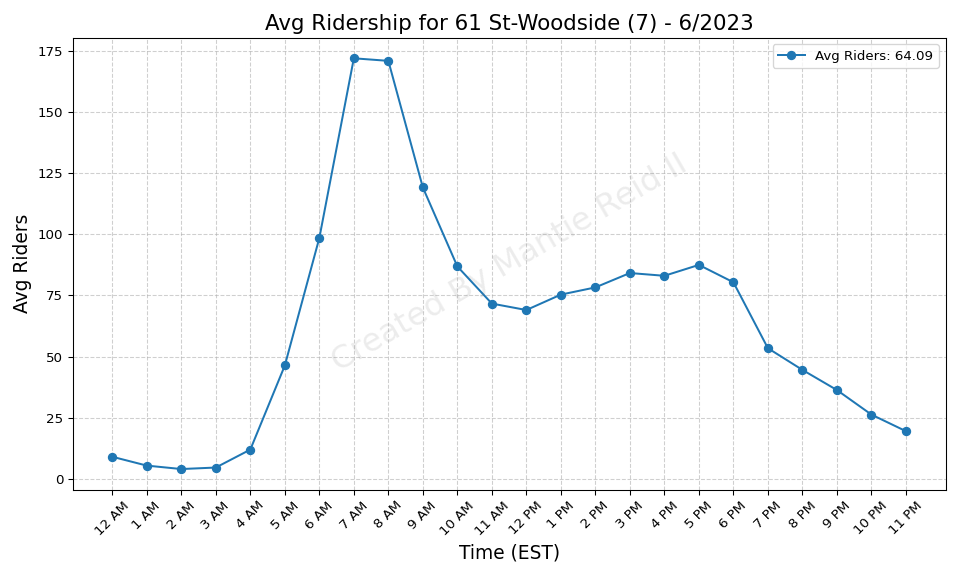 Avg Ridership for 61 St-Woodside (7) - 6/2023
175
150
125
100
75
50
25
0
Avg Riders
Avg Riders: 64.09
Created By Mantle Reid II
12 AM
1 AM
2 AM
3 AM
4 AM
5 AM
6 AM
7 AM
8 AM
9 AM
10 AM
11 AM
12 PM
1 PM
2 PM
3 PM
4 PM
5 PM
6 PM
7 PM
8 PM
9 PM
10 PM
11 PM
Time (EST)